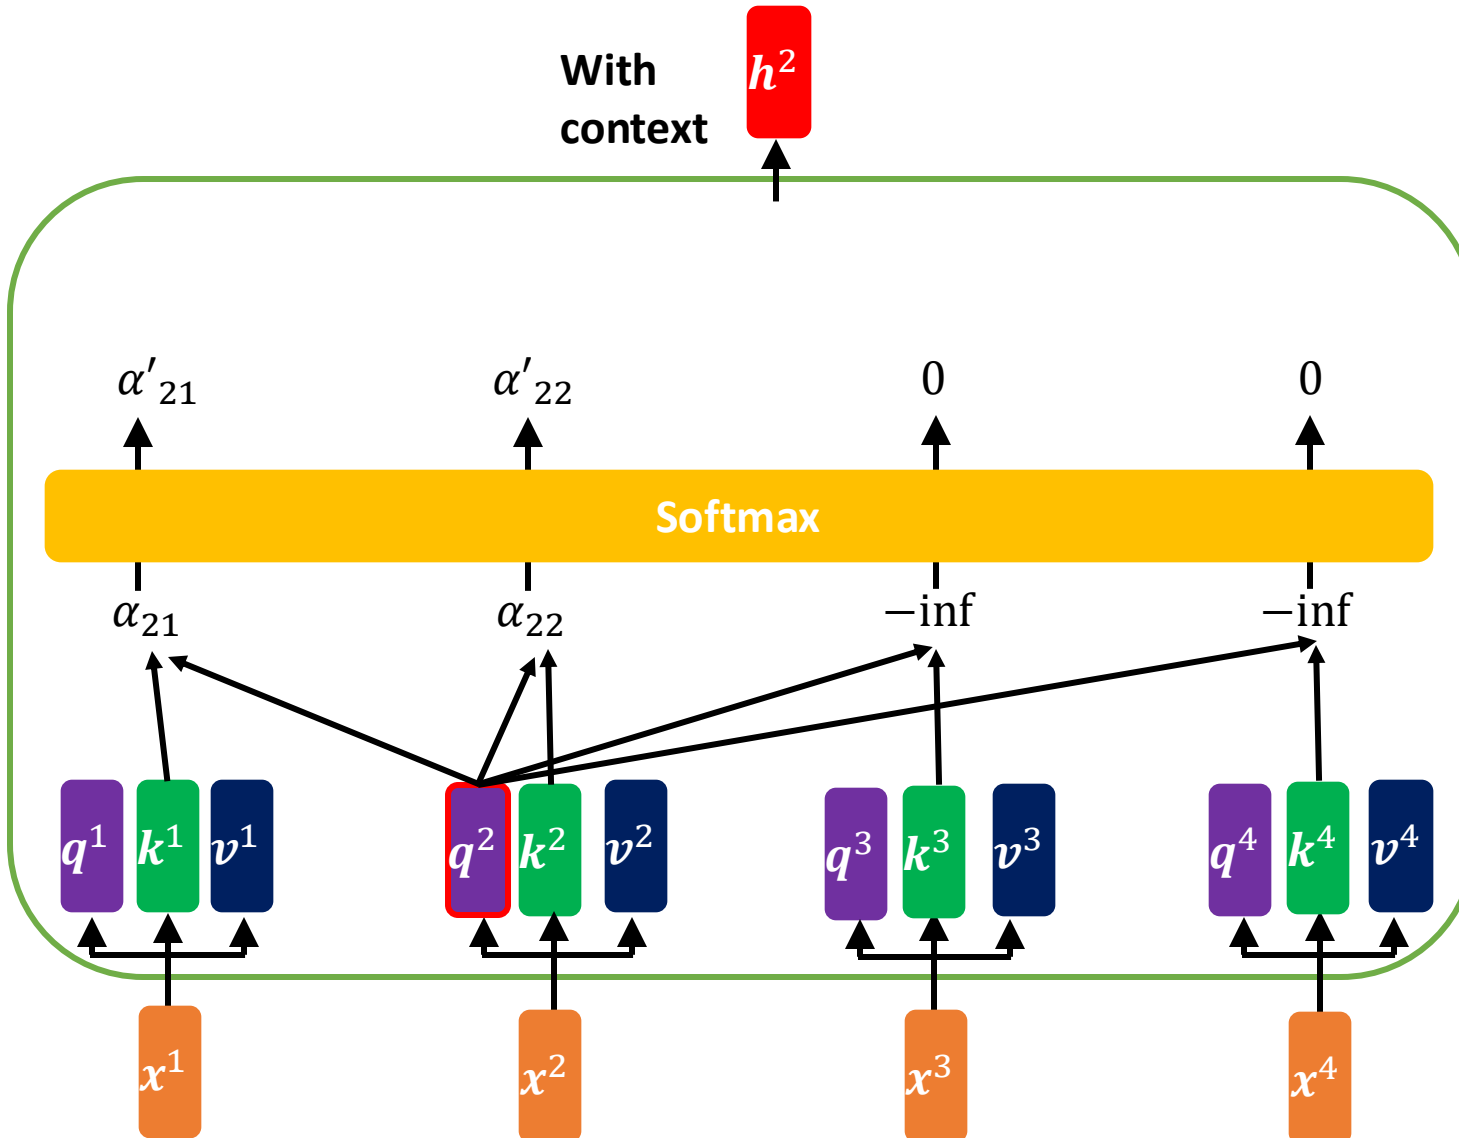 With
context
h²
α′₂₁ α′₂₂ 0 0
Softmax
α₂₁ α₂₂ −inf −inf
q¹ k¹ v¹ q² k² v² q³ k³ v³ q⁴ k⁴ v⁴
x¹ x² x³ x⁴